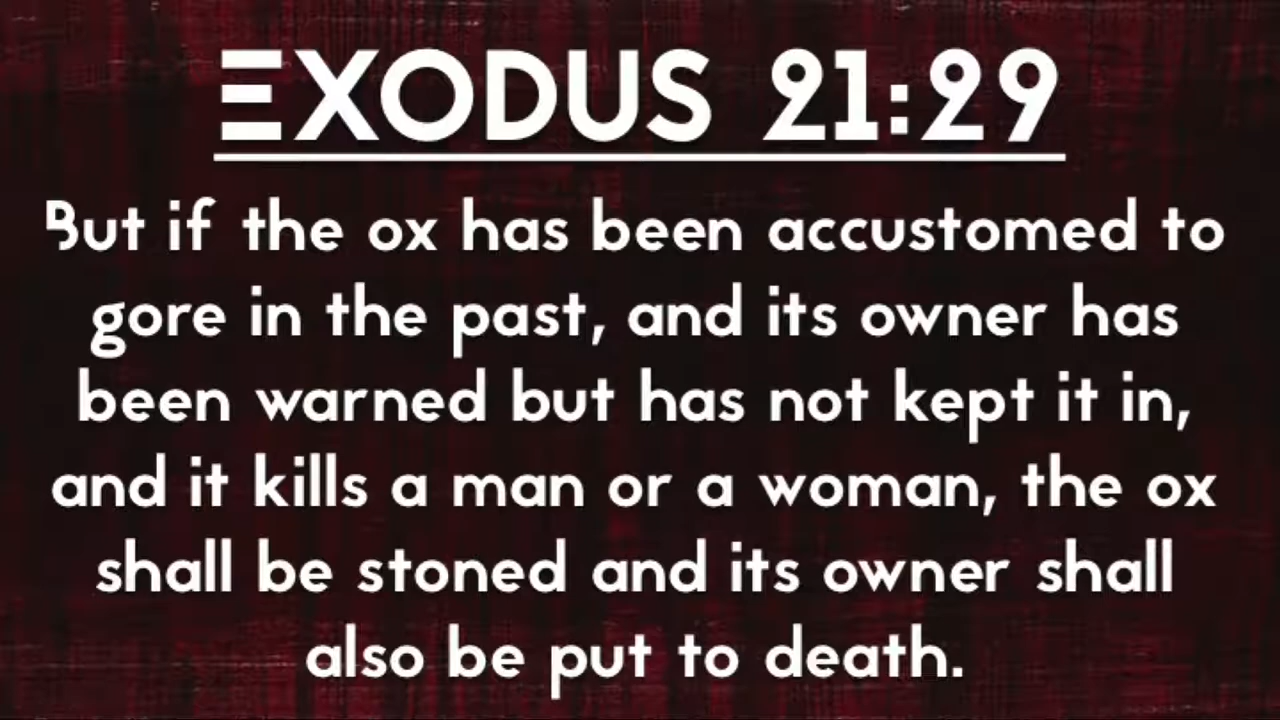 EXODUS 21:29
But if the ox has been accustomed to
gore in the past, and its owner has
been warned but has not kept it in,
and it kills a man or a woman, the ox
shall be stoned and its owner shall
also be put to death.